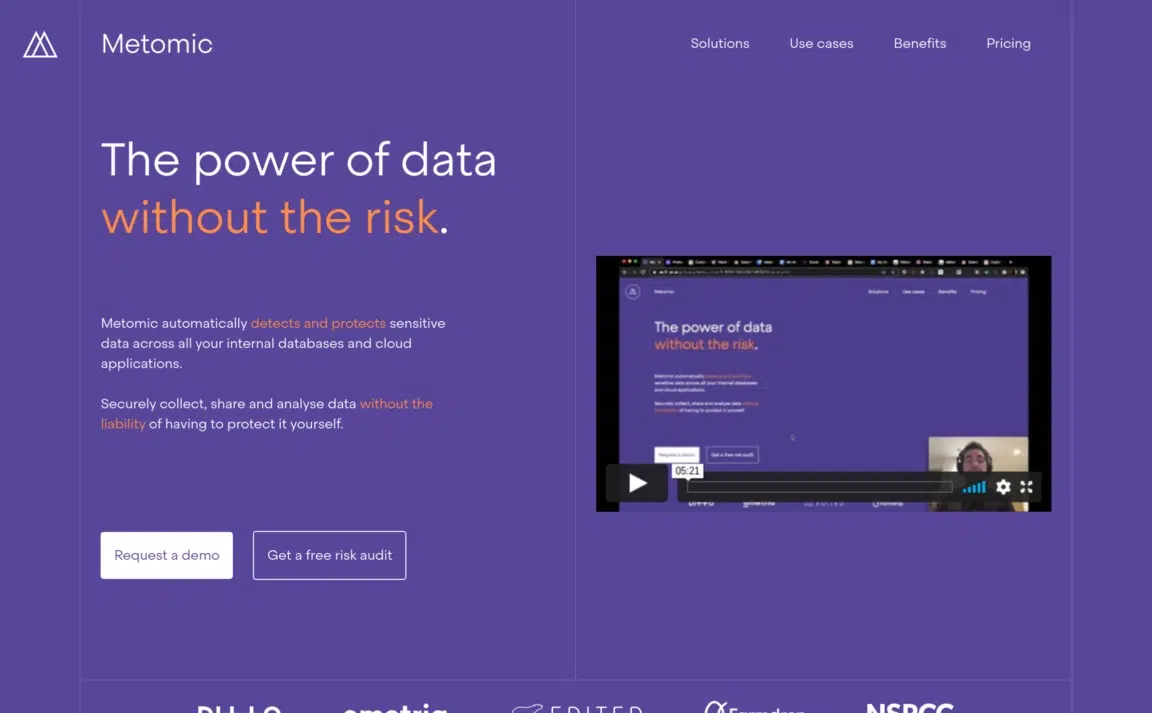 Metomic
Solutions
Use cases
Benefits
Pricing
The power of data
without the risk.
Metomic automatically detects and protects sensitive
data across all your internal databases and cloud
applications.
Securely collect, share and analyse data without the
liability of having to protect it yourself.
Request a demo
Get a free risk audit
Metomic
Solutions
Use cases
Benefits
Pricing
The power of data
without the risk.
Metomic automatically detects and protects
sensitive data across all your internal databases
and cloud applications.
Securely collect, share and analyse data without
the liability of having to protect it yourself.
Request a demo
Get a free risk audit
05:21
ometria
EDITED
Farmdrop
NSPCC